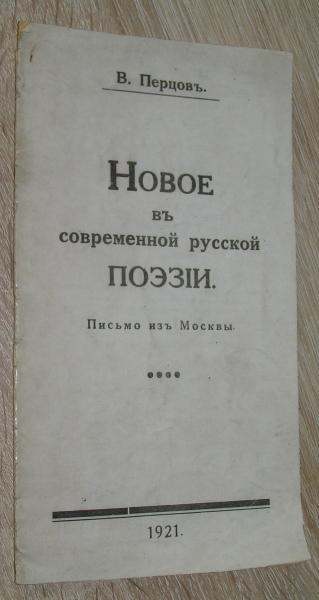 В. Перцовъ.
Новое
въ
современной русской
поэзіи.
Письмо изъ Москвы.
1921.